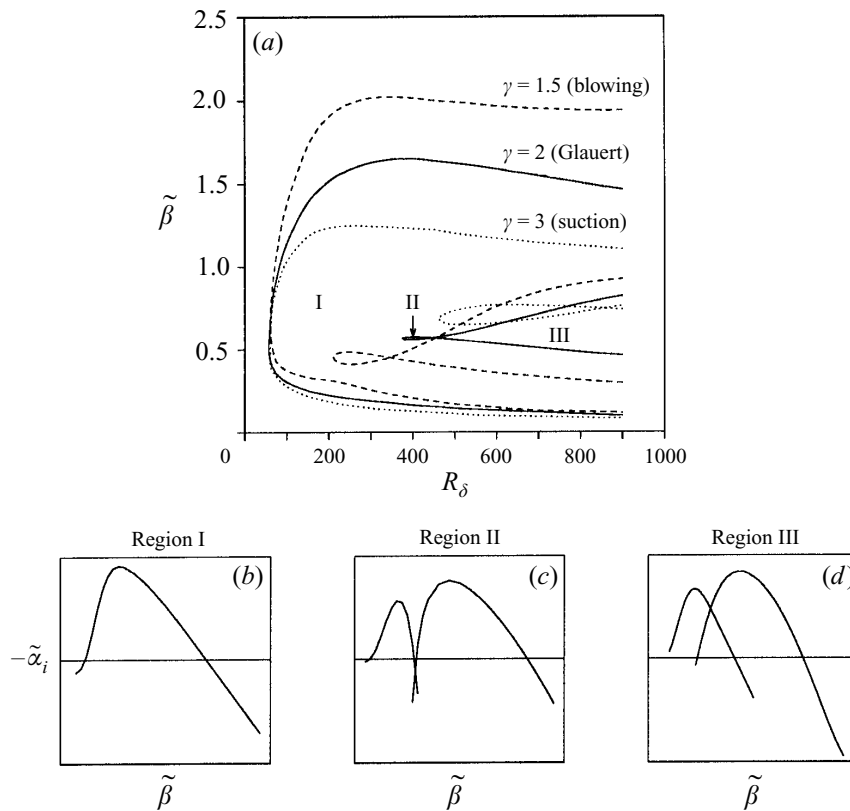 2.5
(a)
γ = 1.5 (blowing)
2.0
γ = 2 (Glauert)
1.5
β̃
γ = 3 (suction)
1.0
I
II
III
0.5
0 200 400 600 800 1000
R_δ
Region I
Region II
Region III
(b)
(c)
(d)
−α̃_i
β̃
β̃
β̃